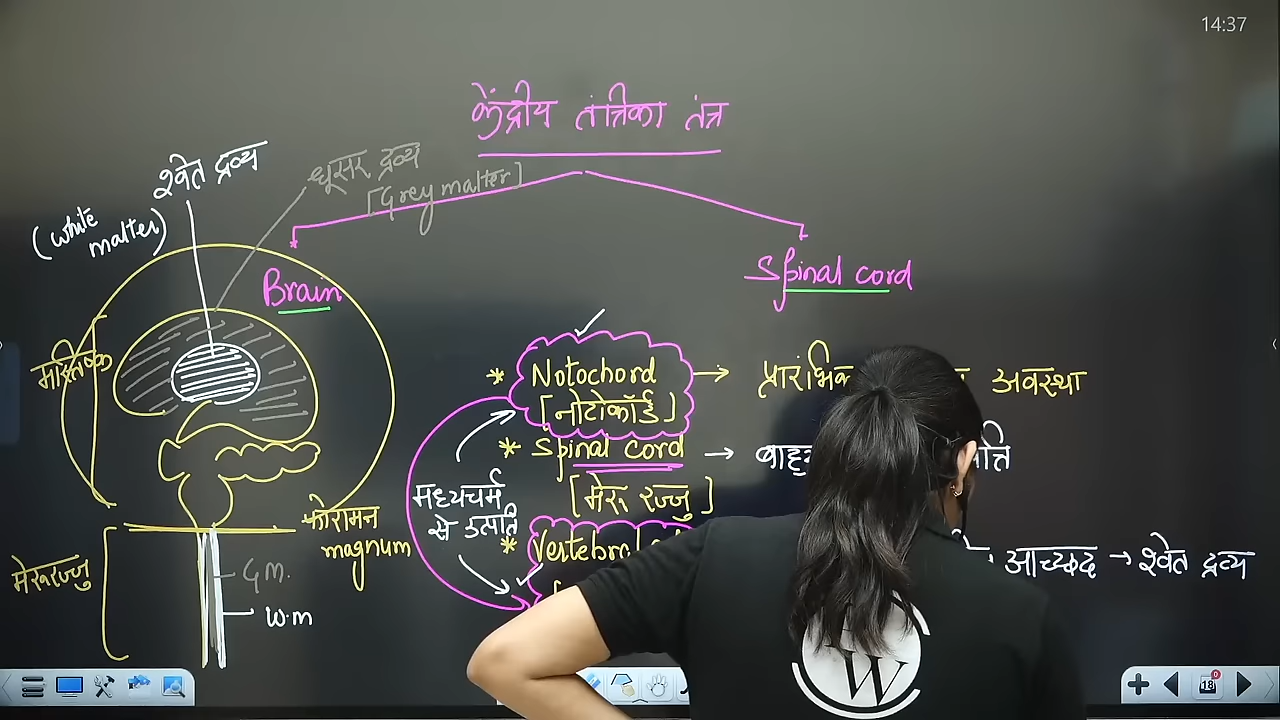 14:37
केंद्रीय तंत्रिका तंत्र
श्वेत द्रव्य
(white
matter)
धूसर द्रव्य
[Grey matter]
Brain
Spinal cord
मस्तिष्क
* Notochord →
[नोटोकॉर्ड]
अवस्था
* Spinal cord →
[मेरू रज्जु]
मध्यचर्म
से उत्पत्ति
फोरामन
magnum
मेरूरज्जु
G.m.
w.m
आच्छद → श्वेत द्रव्य
W